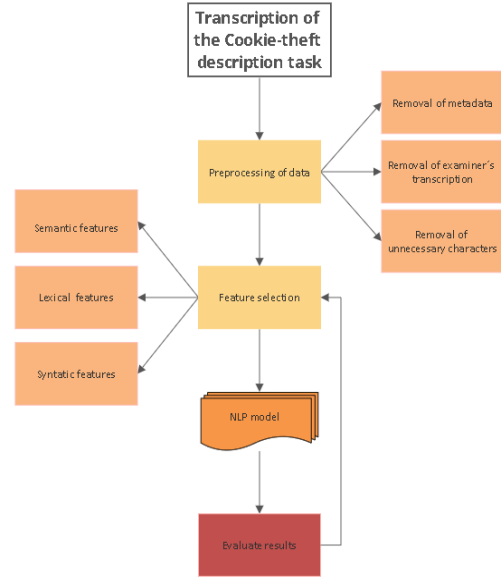 Transcription of
the Cookie-theft
description task
Removal of metadata
Preprocessing of data
Removal of examiner´s
transcription
Removal of
unnecessary characters
Semantic features
Lexical features
Feature selection
Syntatic features
NLP model
Evaluate results